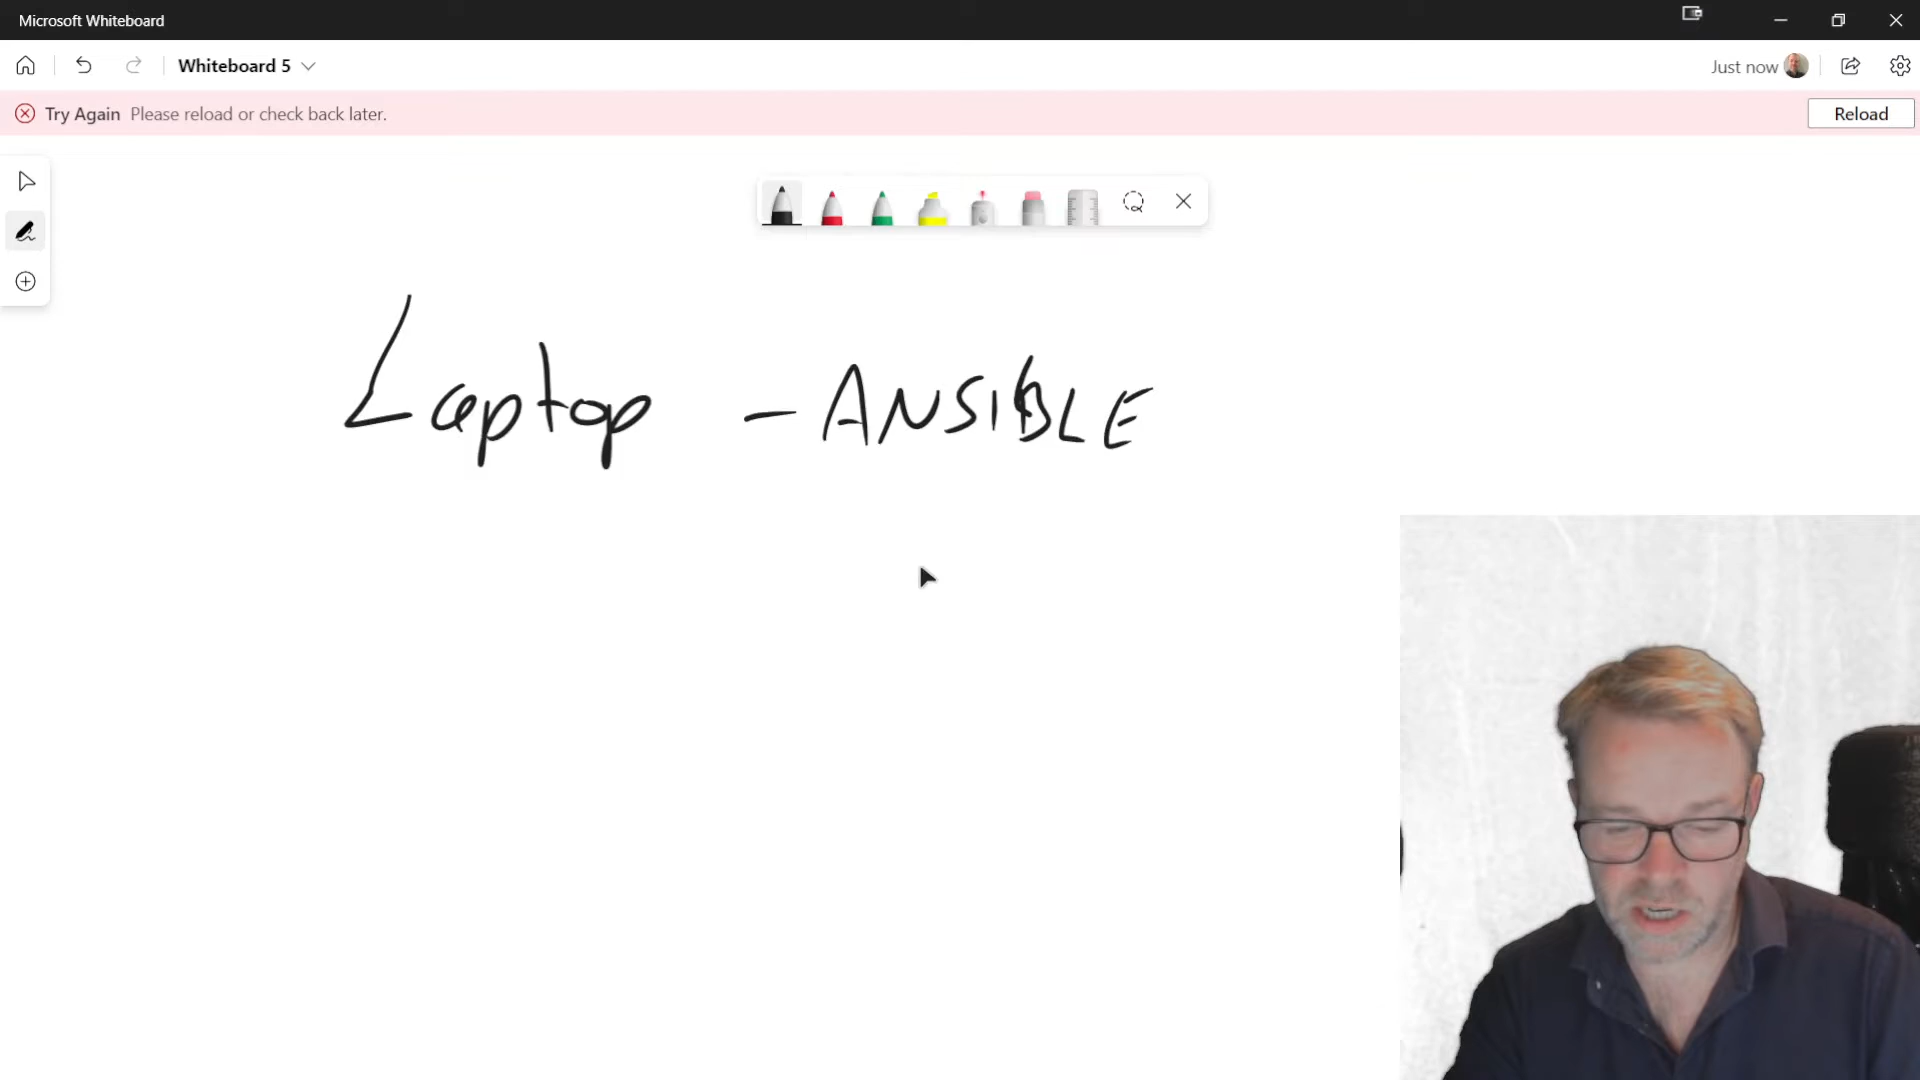 Microsoft Whiteboard
Whiteboard 5
Just now
Try Again Please reload or check back later.
Reload
Laptop - ANSIBLE